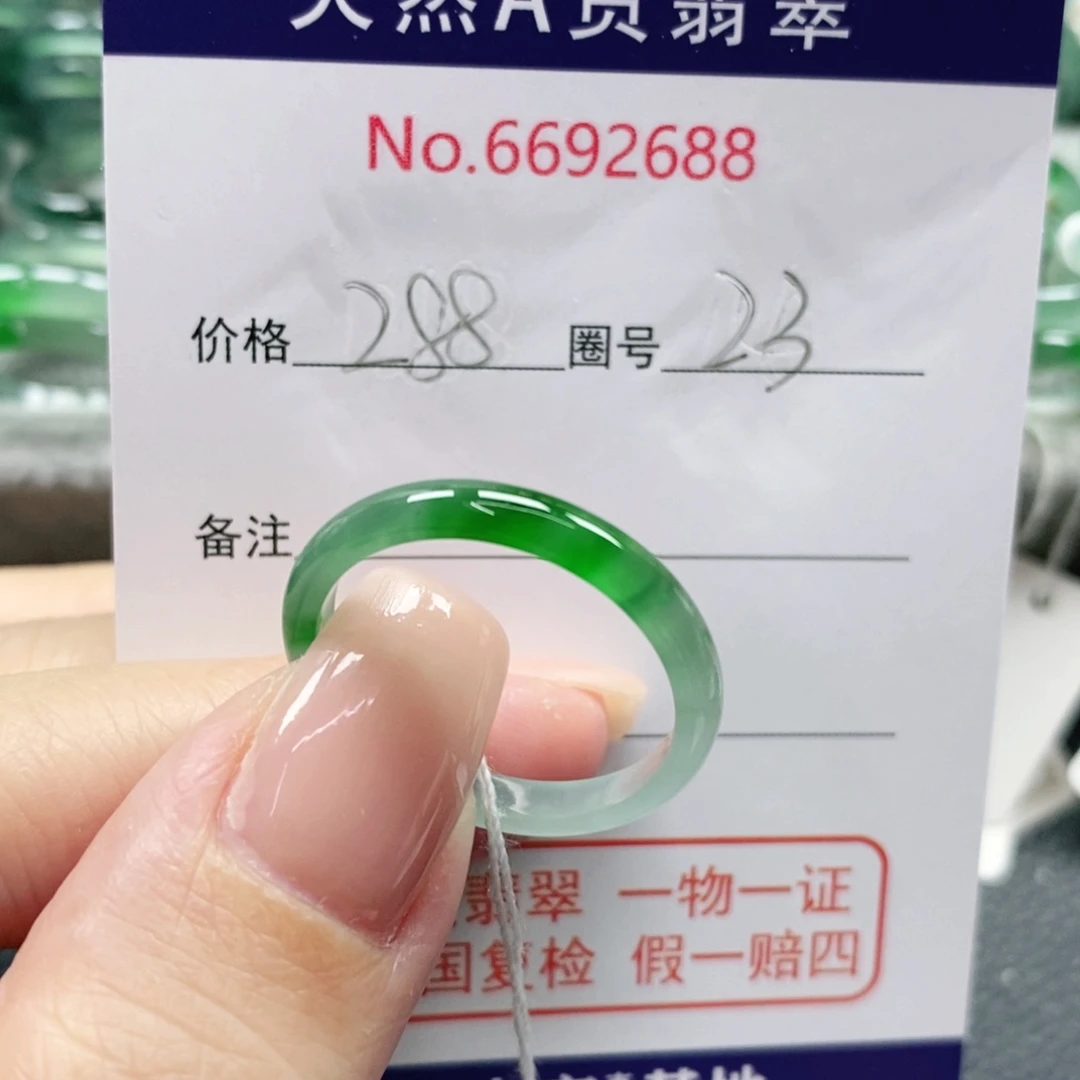 天然A货翡翠
No.6692688
价格 288 圈号 23
备注
翡翠 一物一证
国复检 假一赔四